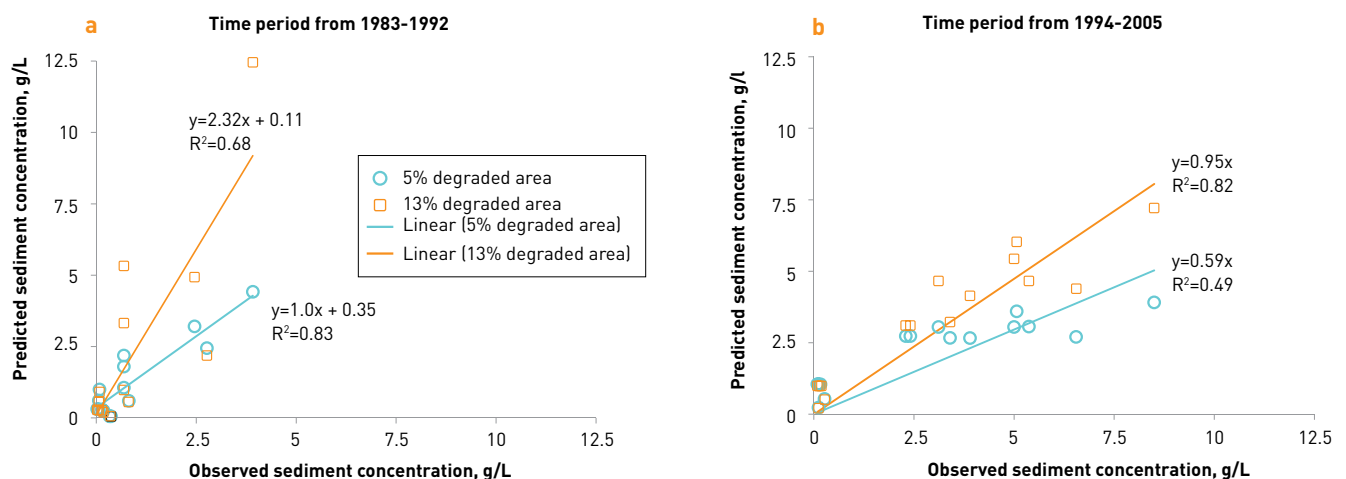 a
Time period from 1983-1992
Predicted sediment concentration, g/L
12.5
10
7.5
5
2.5
0
y=2.32x + 0.11
R²=0.68
5% degraded area
13% degraded area
Linear (5% degraded area)
Linear (13% degraded area)
y=1.0x + 0.35
R²=0.83
0
2.5
5
7.5
10
12.5
Observed sediment concentration, g/L
b
Time period from 1994-2005
Predicted sediment concentration, g/l
12.5
10
7.5
5
2.5
0
y=0.95x
R²=0.82
y=0.59x
R²=0.49
0
2.5
5
7.5
10
12.5
Observed sediment concentration, g/L